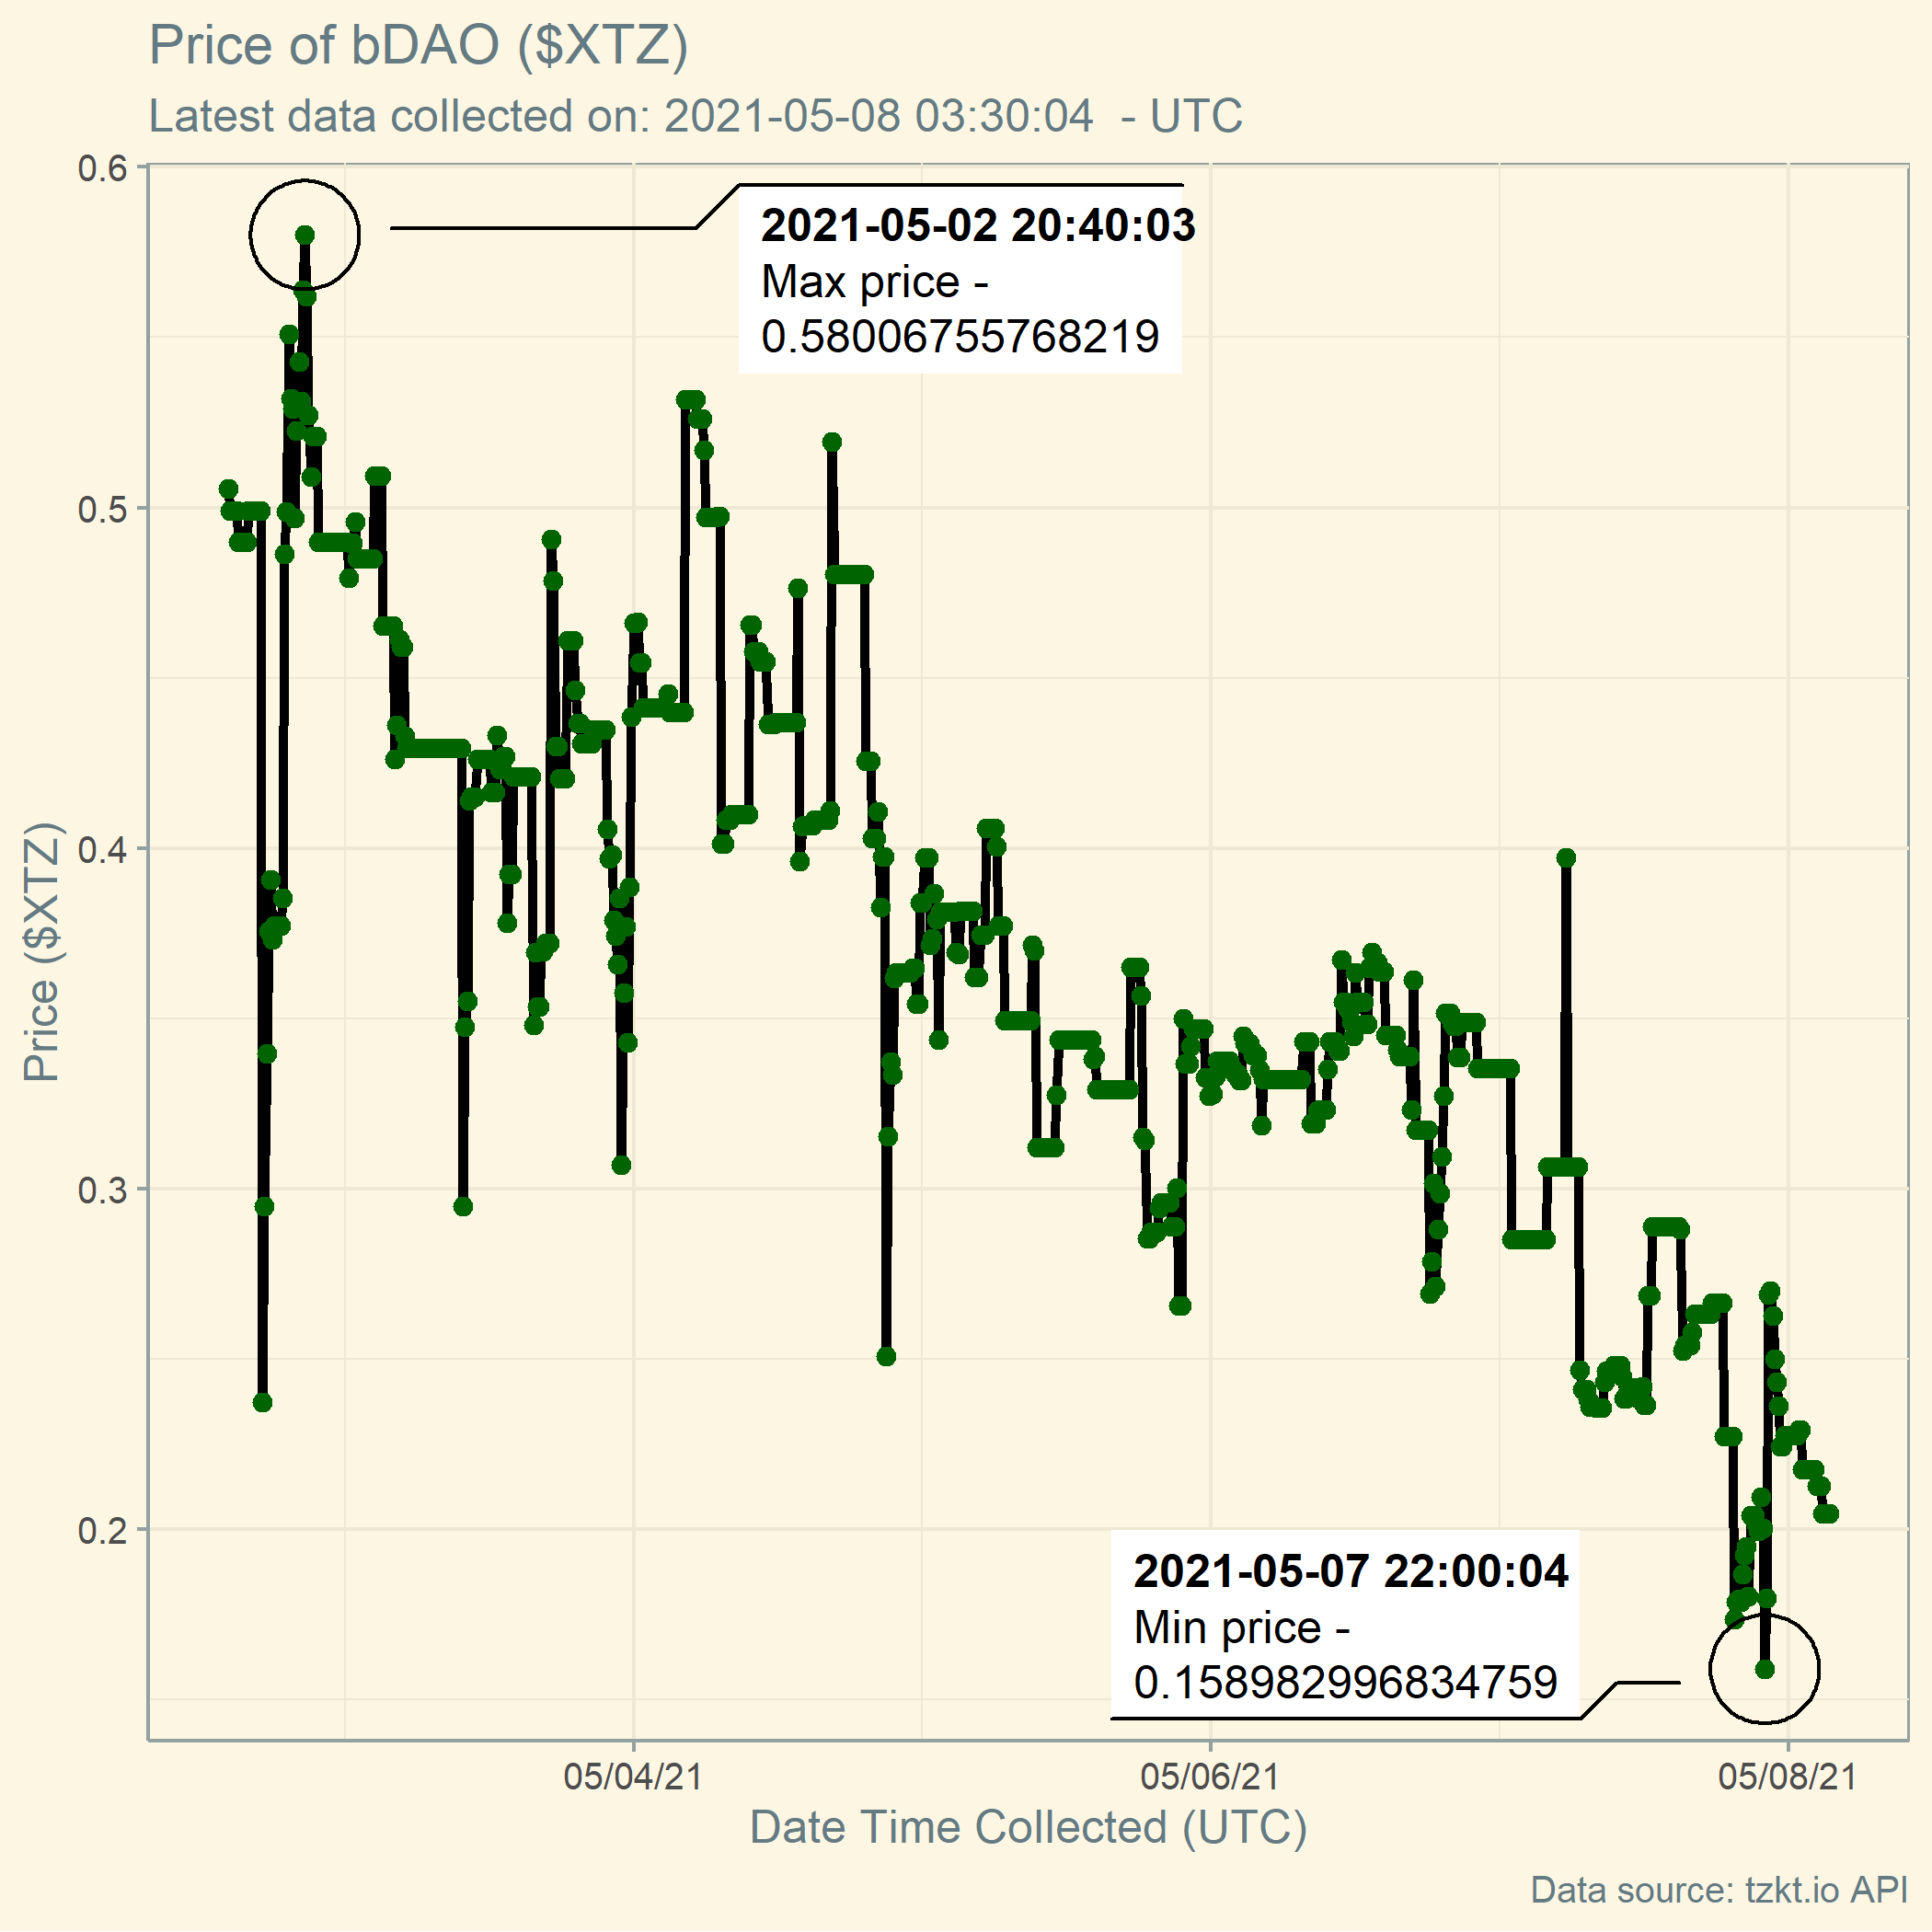 Price of bDAO ($XTZ)
Latest data collected on: 2021-05-08 03:30:04  - UTC
Price ($XTZ)
0.6
0.5
0.4
0.3
0.2
2021-05-02 20:40:03
Max price -
0.58006755768219
2021-05-07 22:00:04
Min price -
0.158982996834759
05/04/21
05/06/21
05/08/21
Date Time Collected (UTC)
Data source: tzkt.io API